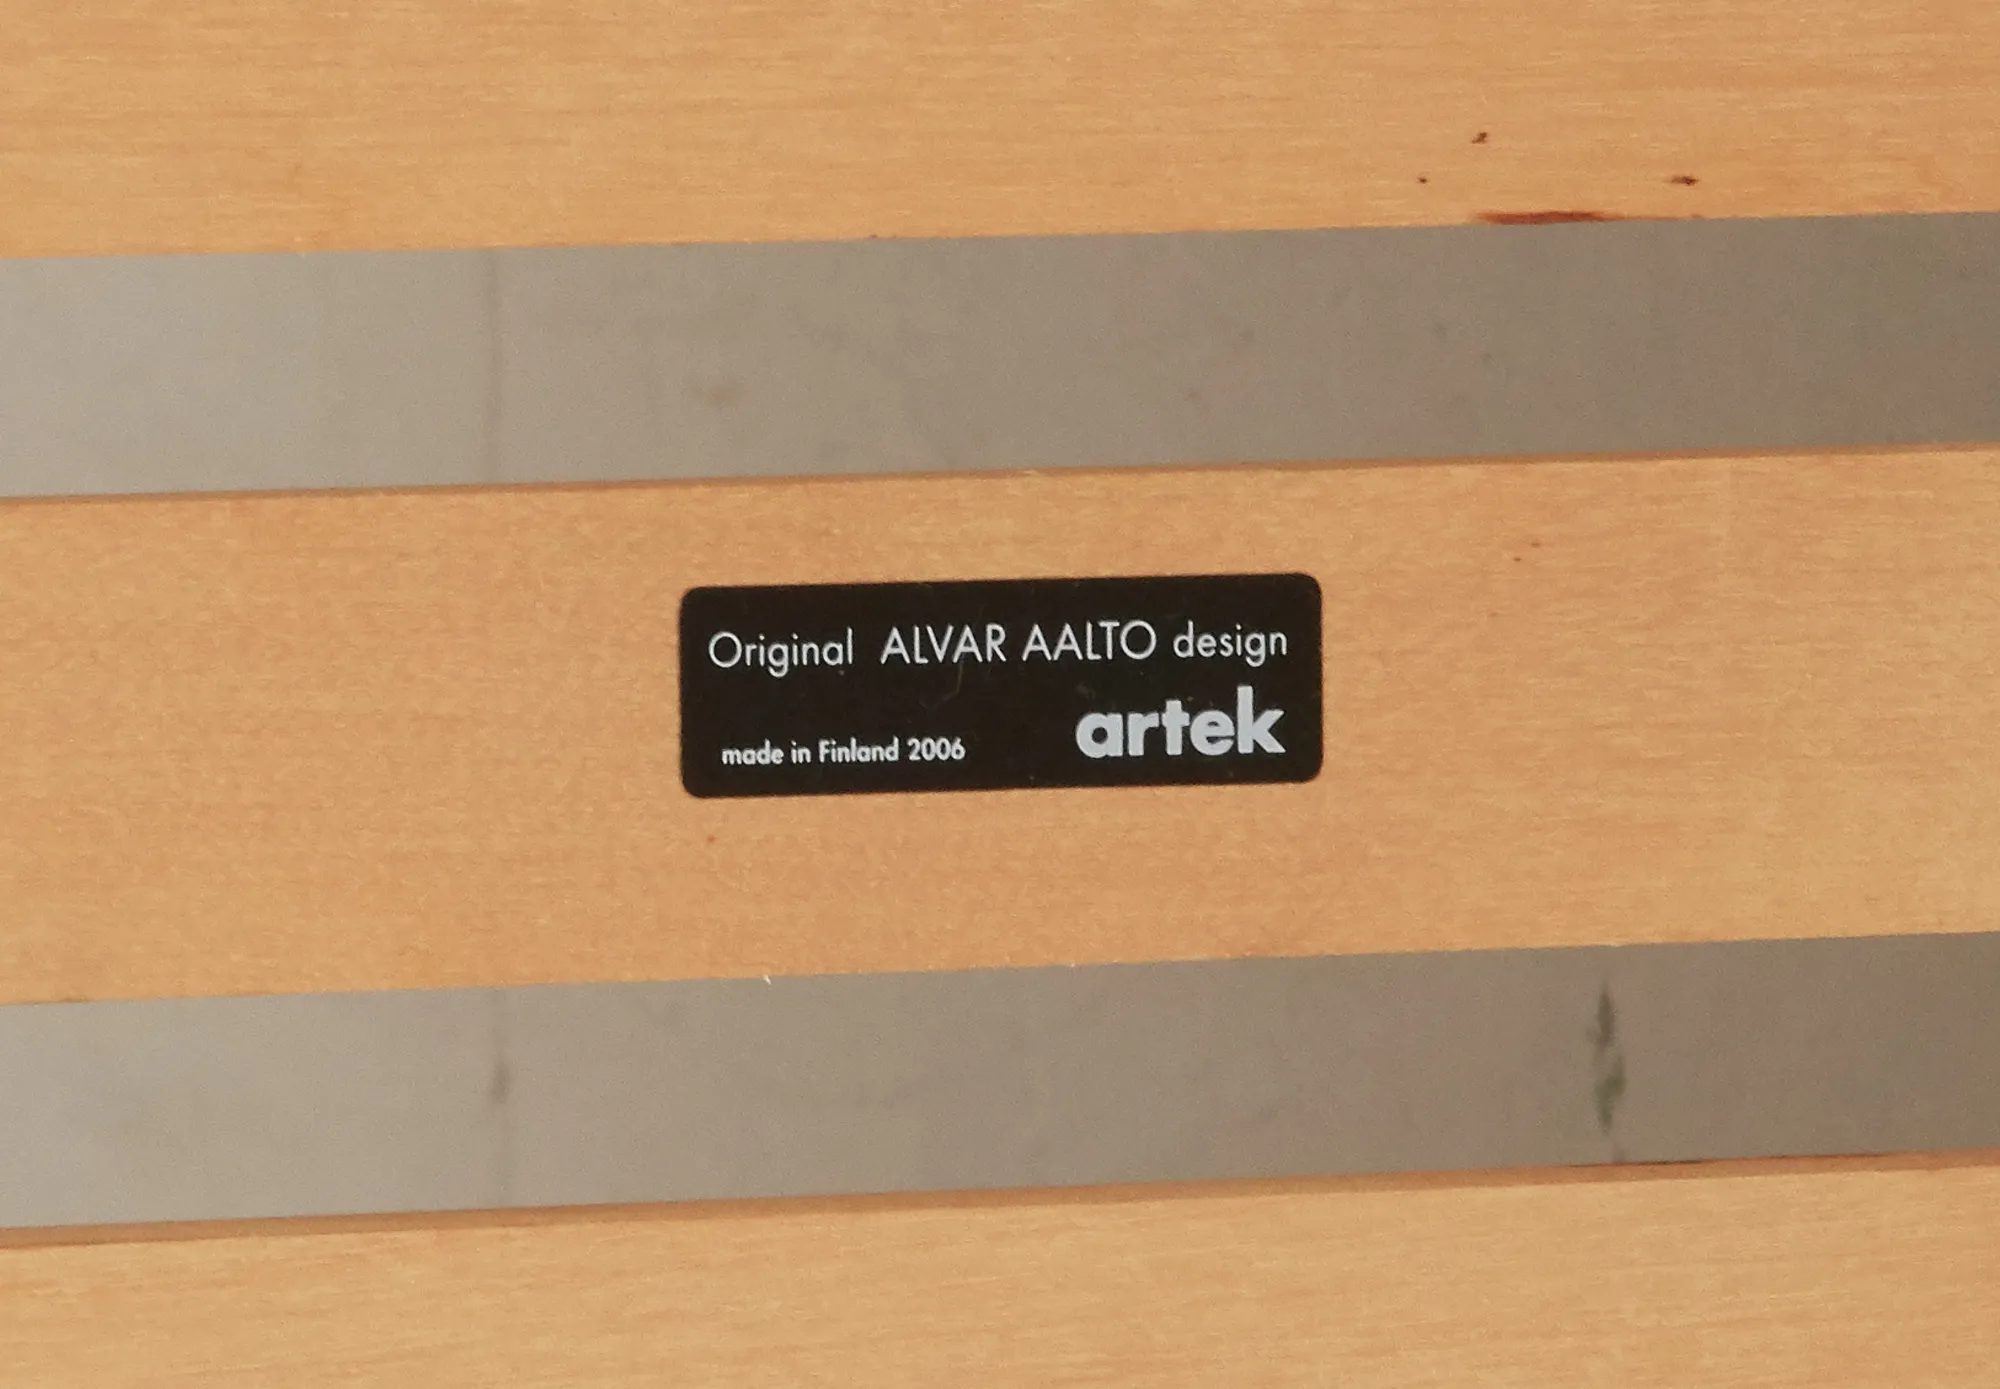 Original ALVAR AALTO design
artek
made in Finland 2006